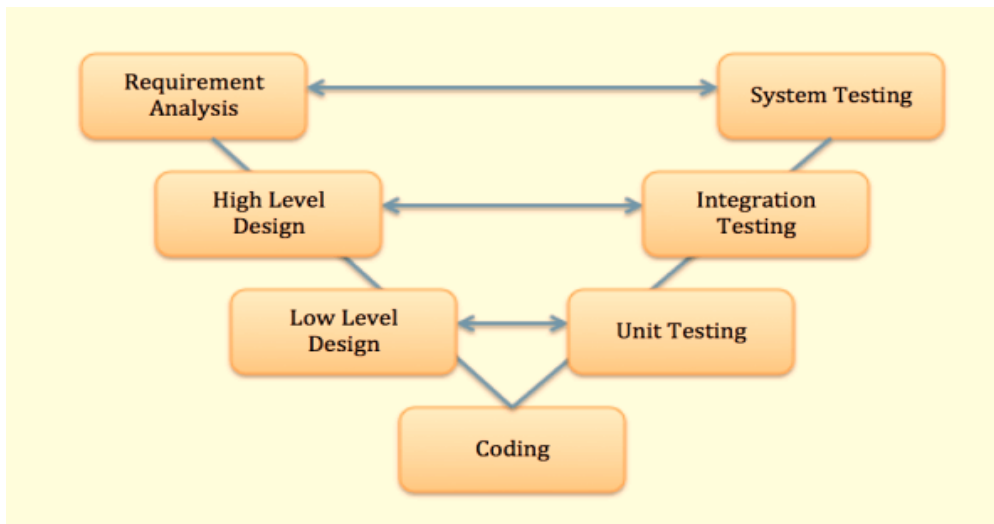 Requirement
Analysis
System Testing
High Level
Design
Integration
Testing
Low Level
Design
Unit Testing
Coding